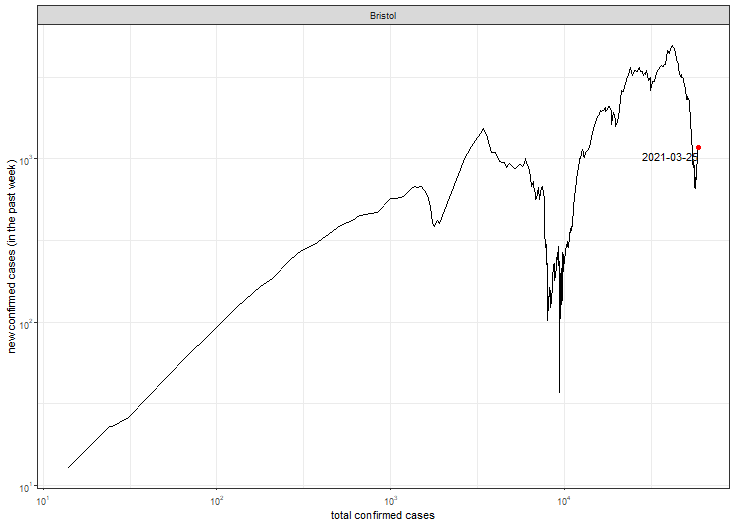 Bristol
new confirmed cases (in the past week)
10³
10²
10¹
2021-03-25
10¹
10²
10³
10⁴
total confirmed cases